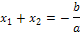 x₁ + x₂ = −b/a